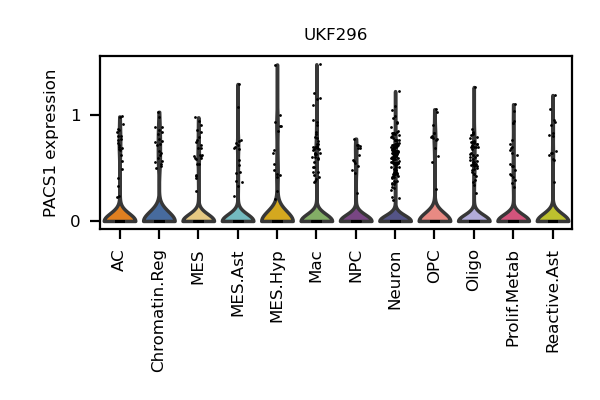 UKF296
PACS1 expression
1
0
AC
Chromatin.Reg
MES
MES.Ast
MES.Hyp
Mac
NPC
Neuron
OPC
Oligo
Prolif.Metab
Reactive.Ast